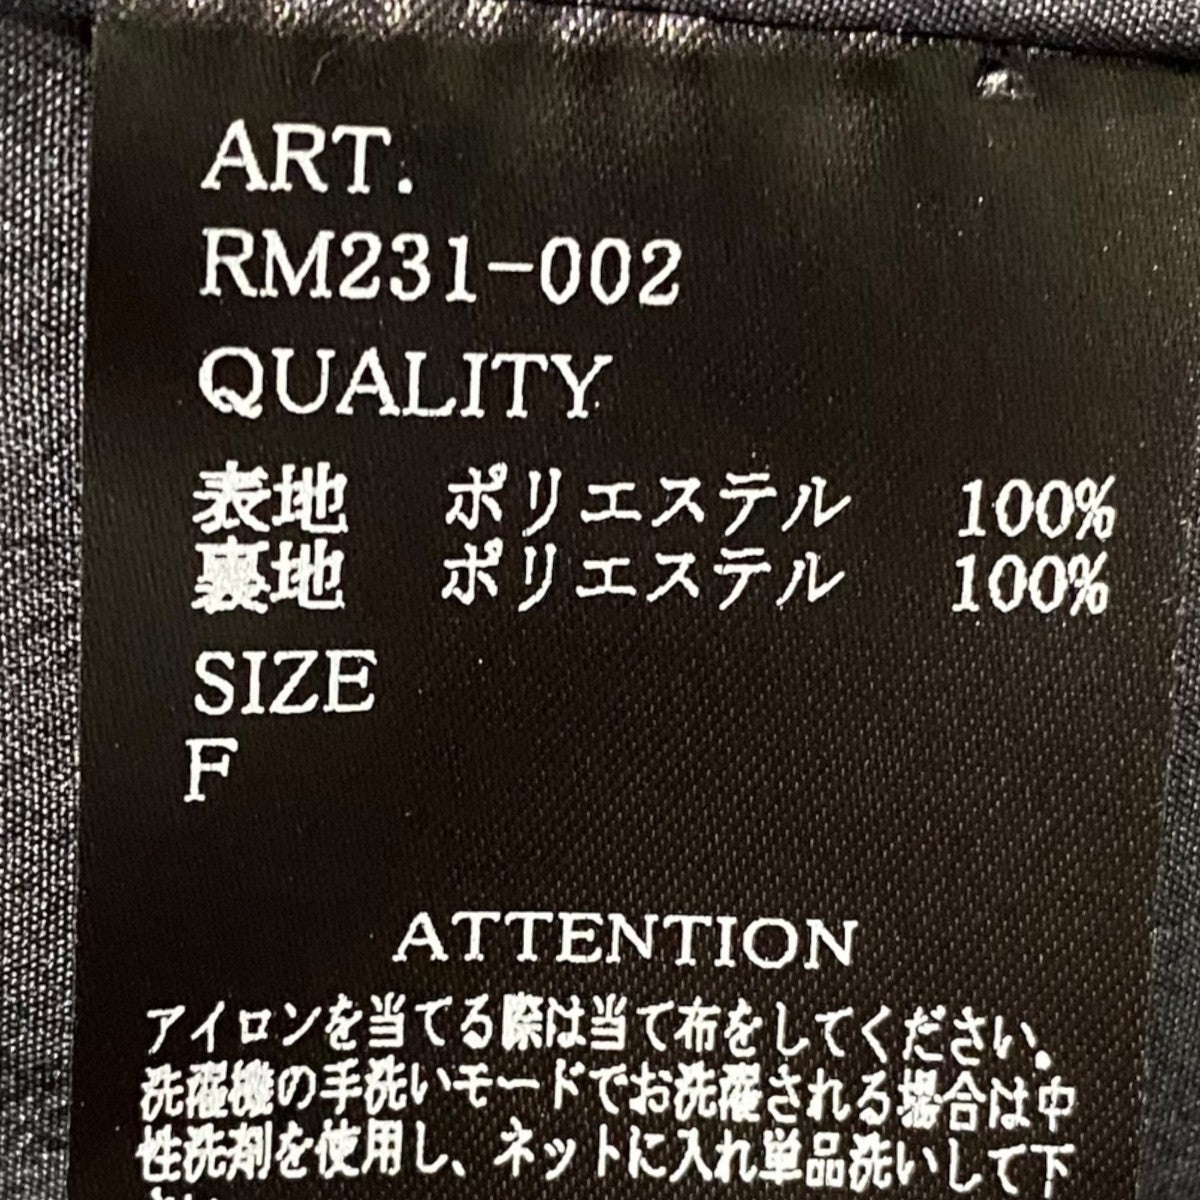 ART.
RM231-002
QUALITY
表地 ポリエステル 100%
裏地 ポリエステル 100%
SIZE
F
ATTENTION
アイロンを当てる際は当て布をしてください。
洗濯機の手洗いモードでお洗濯される場合は中
性洗剤を使用し、ネットに入れ単品洗いして下